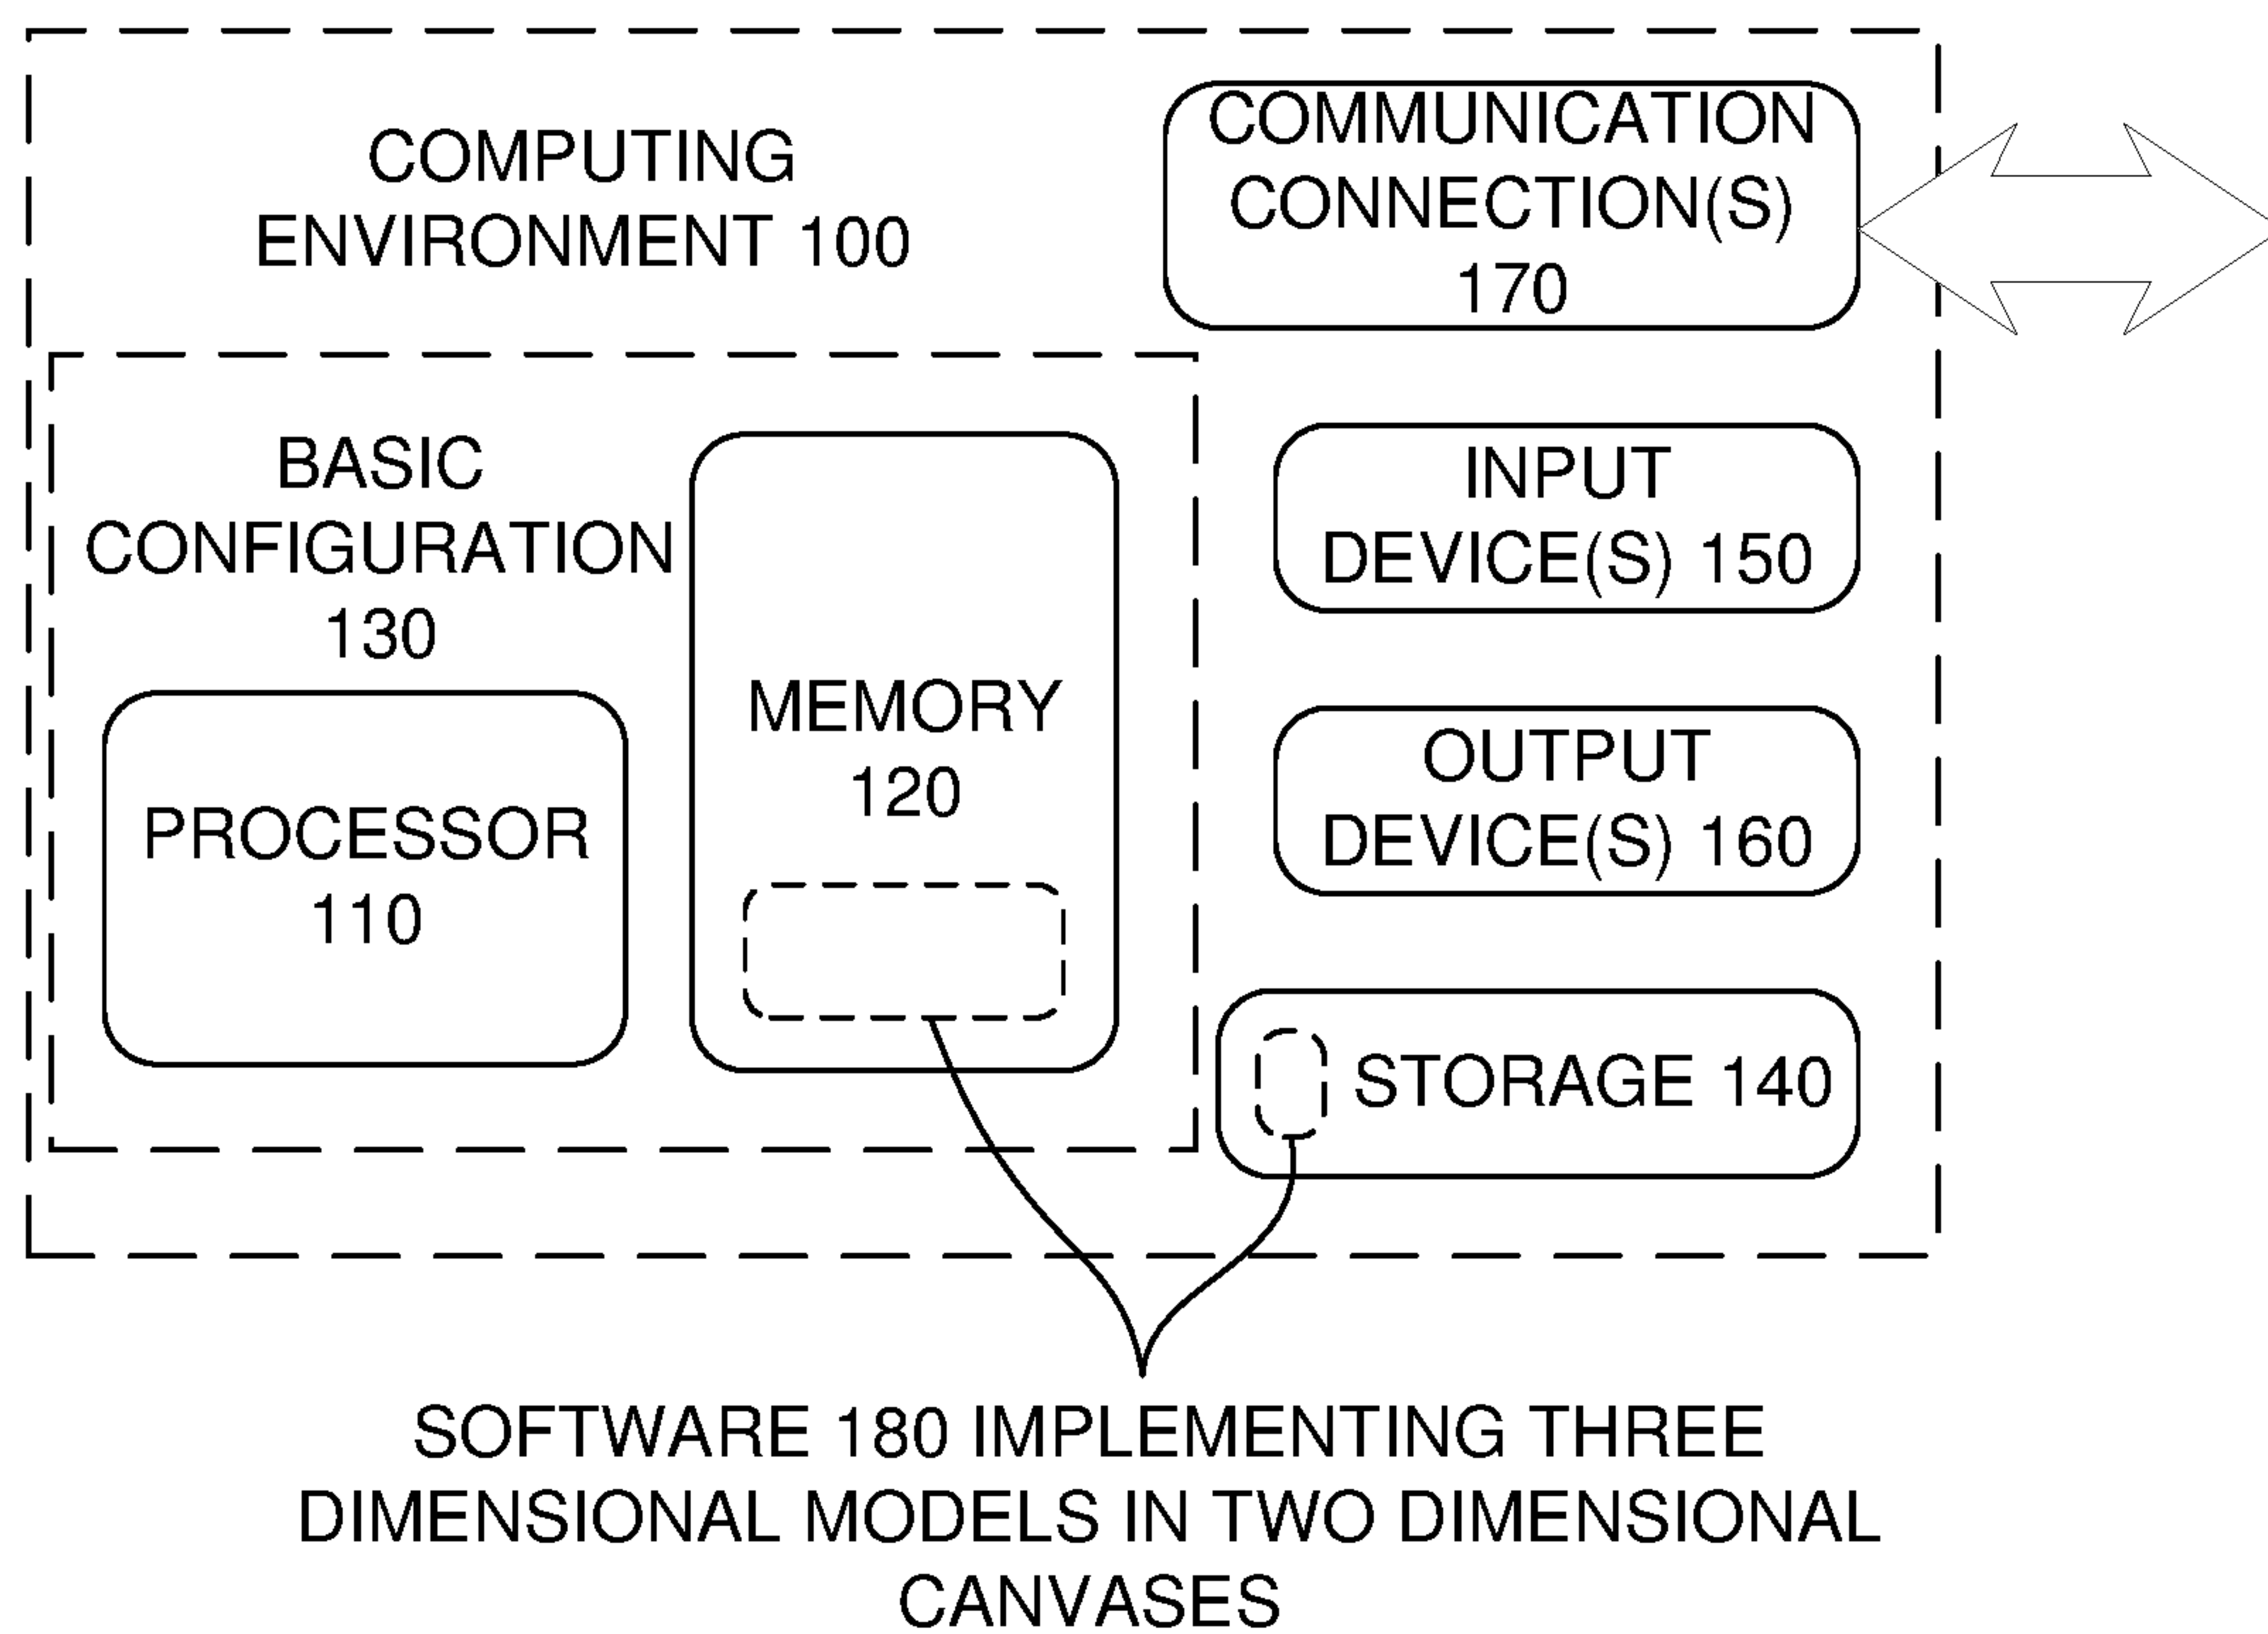 COMPUTING
ENVIRONMENT 100
COMMUNICATION
CONNECTION(S)
170
BASIC
CONFIGURATION
130
PROCESSOR
110
MEMORY
120
INPUT
DEVICE(S) 150
OUTPUT
DEVICE(S) 160
STORAGE 140
SOFTWARE 180 IMPLEMENTING THREE
DIMENSIONAL MODELS IN TWO DIMENSIONAL
CANVASES